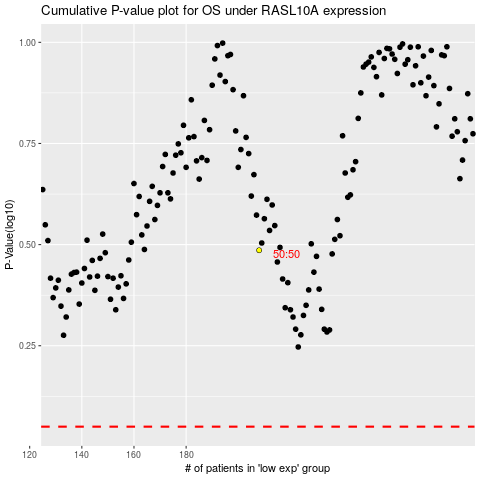 Cumulative P-value plot for OS under RASL10A expression
P-Value(log10)
1.00
0.75
0.50
0.25
50:50
120 140 160 180
# of patients in 'low exp' group